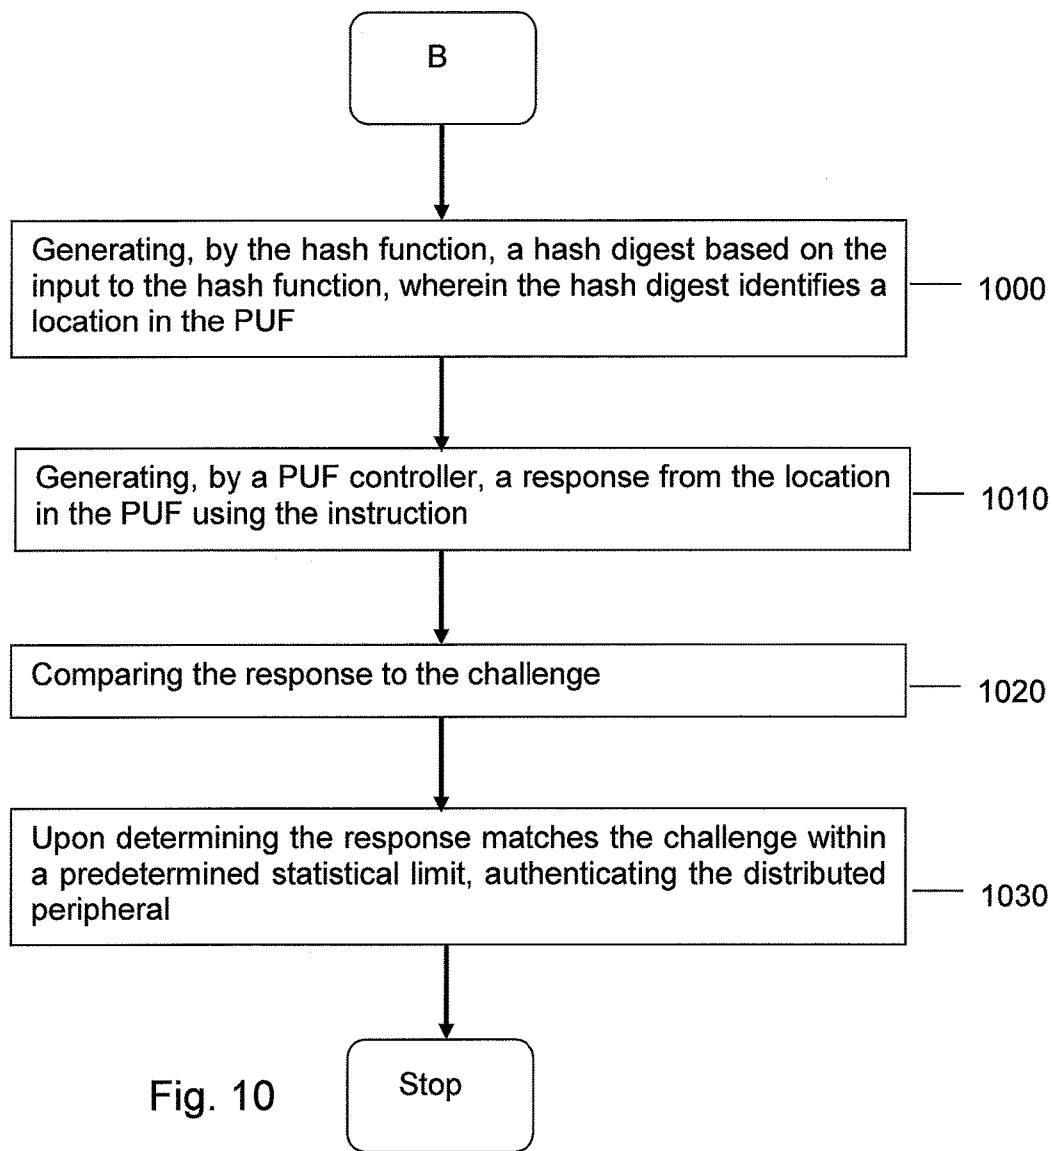 B
Generating, by the hash function, a hash digest based on the
input to the hash function, wherein the hash digest identifies a
location in the PUF
1000
Generating, by a PUF controller, a response from the location
in the PUF using the instruction
1010
Comparing the response to the challenge
1020
Upon determining the response matches the challenge within
a predetermined statistical limit, authenticating the distributed
peripheral
1030
Stop
Fig. 10